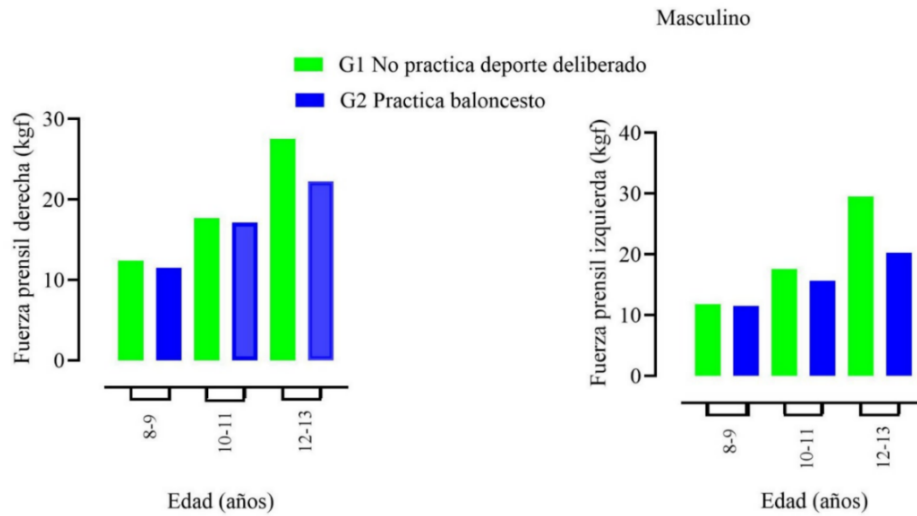 Masculino
G1 No practica deporte deliberado
G2 Practica baloncesto
Fuerza prensil derecha (kgf)
30
20
10
0
8-9
10-11
12-13
Edad (años)
Fuerza prensil izquierda (kgf)
40
30
20
10
0
8-9
10-11
12-13
Edad (años)